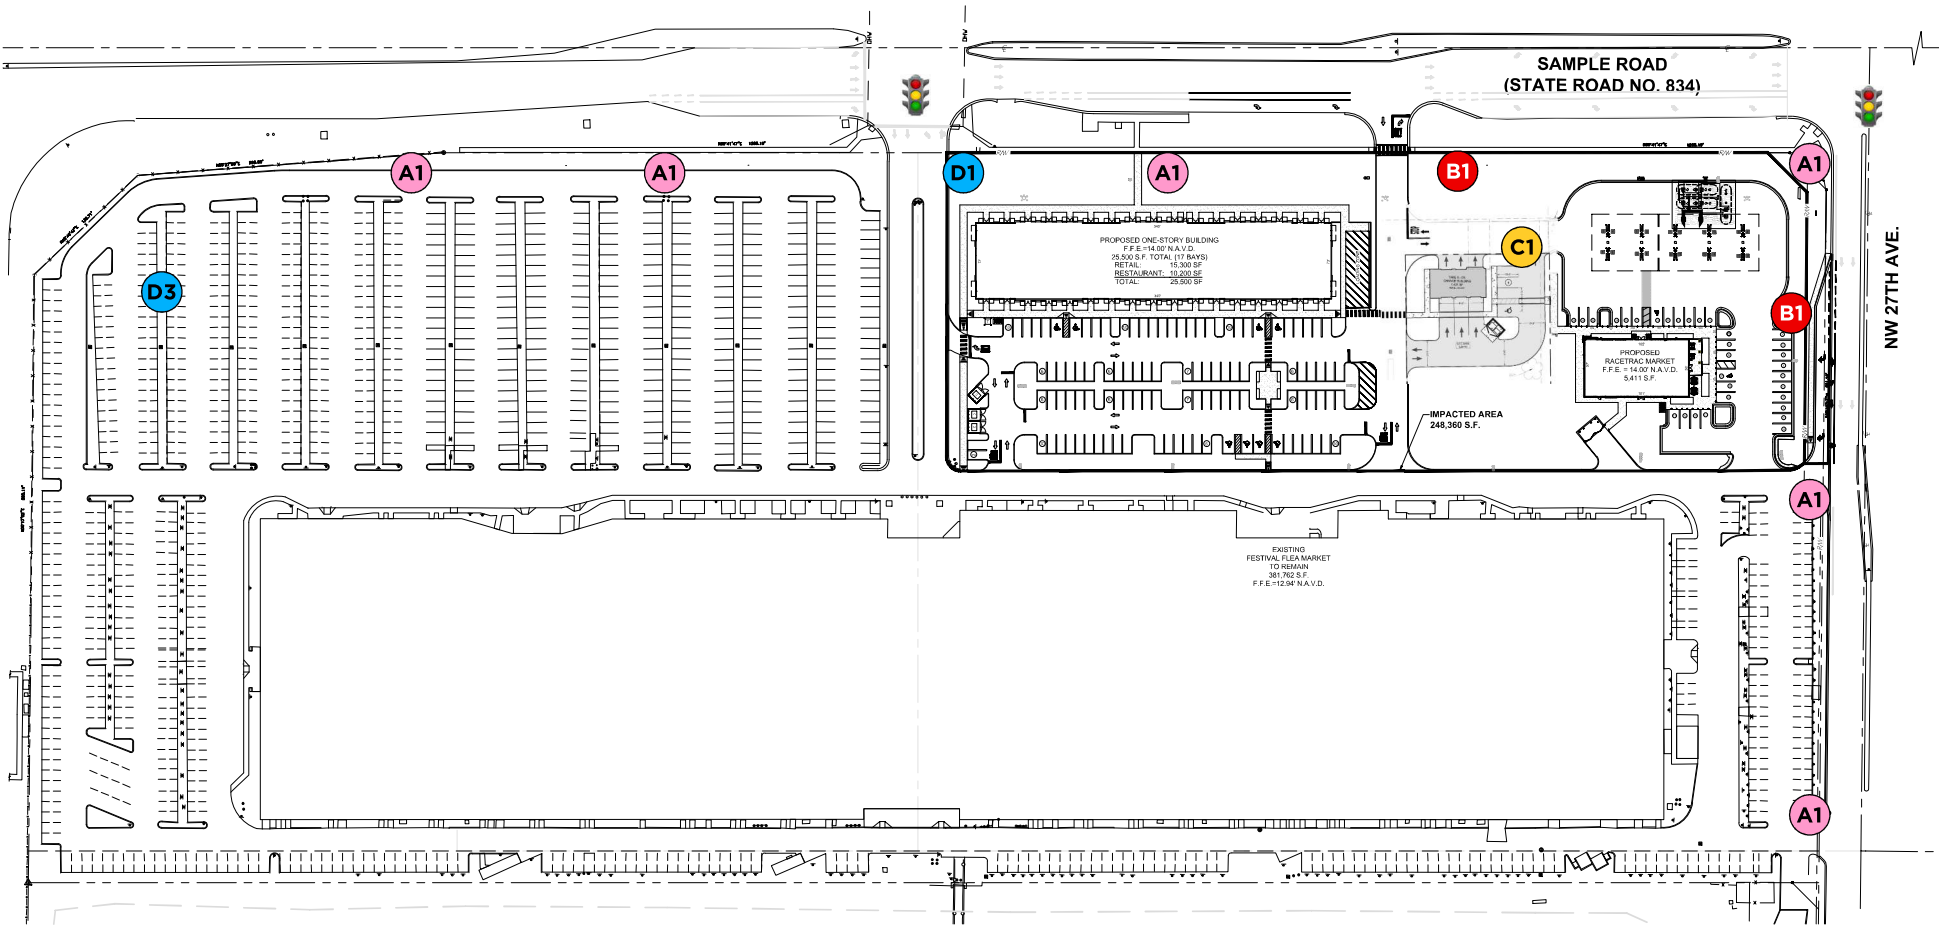 SAMPLE ROAD
(STATE ROAD NO. 834)
NW 27TH AVE.
A1
A1
D1
A1
B1
A1
C1
D3
B1
PROPOSED ONE-STORY BUILDING
F.F.E.=14.00' N.A.V.D.
25,500 S.F. TOTAL (17 BAYS)
RETAIL: 15,300 SF
RESTAURANT: 10,200 SF
TOTAL: 25,500 SF
PROPOSED
RACETRAC MARKET
F.F.E. = 14.00' N.A.V.D.
5,411 S.F.
IMPACTED AREA
248,360 S.F.
A1
EXISTING
FESTIVAL FLEA MARKET
TO REMAIN
381,762 S.F.
F.F.E.=12.94' N.A.V.D.
A1